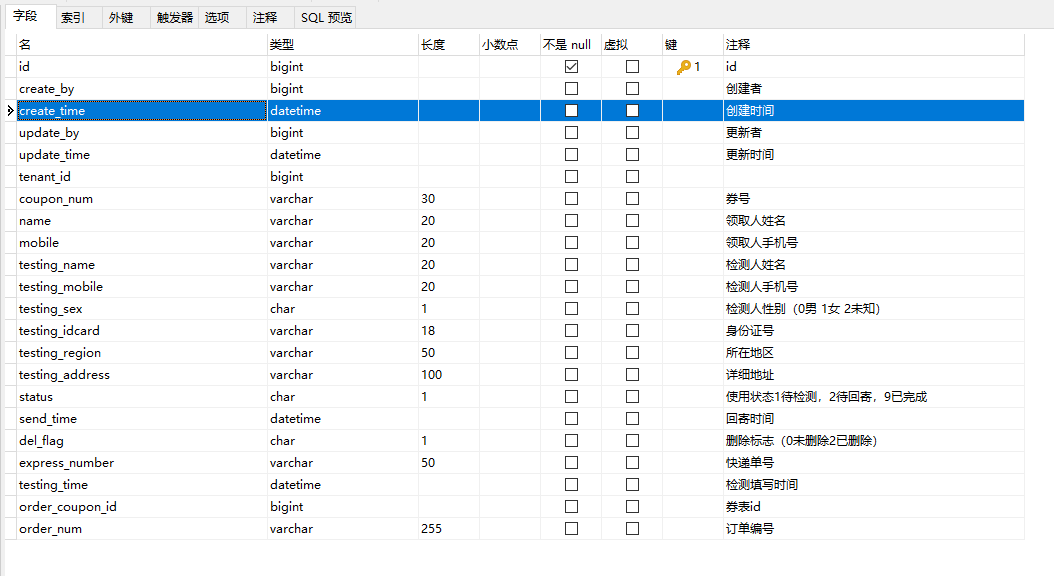 字段 索引 外键 触发器 选项 注释 SQL 预览
名 类型 长度 小数点 不是 null 虚拟 键 注释
id bigint 1 id
create_by bigint 创建者
create_time datetime 创建时间
update_by bigint 更新者
update_time datetime 更新时间
tenant_id bigint
coupon_num varchar 30 券号
name varchar 20 领取人姓名
mobile varchar 20 领取人手机号
testing_name varchar 20 检测人姓名
testing_mobile varchar 20 检测人手机号
testing_sex char 1 检测人性别（0男 1女 2未知）
testing_idcard varchar 18 身份证号
testing_region varchar 50 所在地区
testing_address varchar 100 详细地址
status char 1 使用状态1待检测，2待回寄，9已完成
send_time datetime 回寄时间
del_flag char 1 删除标志（0未删除2已删除）
express_number varchar 50 快递单号
testing_time datetime 检测填写时间
order_coupon_id bigint 券表id
order_num varchar 255 订单编号